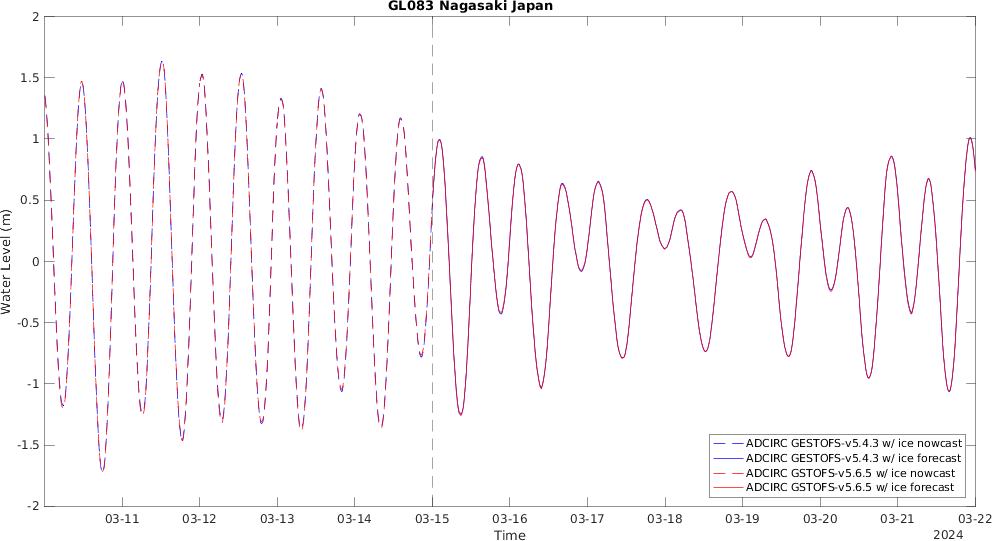 GL083 Nagasaki Japan
2
1.5
1
0.5
0
-0.5
-1
-1.5
-2
Water Level (m)
ADCIRC GESTOFS-v5.4.3 w/ ice nowcast
ADCIRC GESTOFS-v5.4.3 w/ ice forecast
ADCIRC GSTOFS-v5.6.5 w/ ice nowcast
ADCIRC GSTOFS-v5.6.5 w/ ice forecast
03-11 03-12 03-13 03-14 03-15 03-16 03-17 03-18 03-19 03-20 03-21 03-22
Time
2024